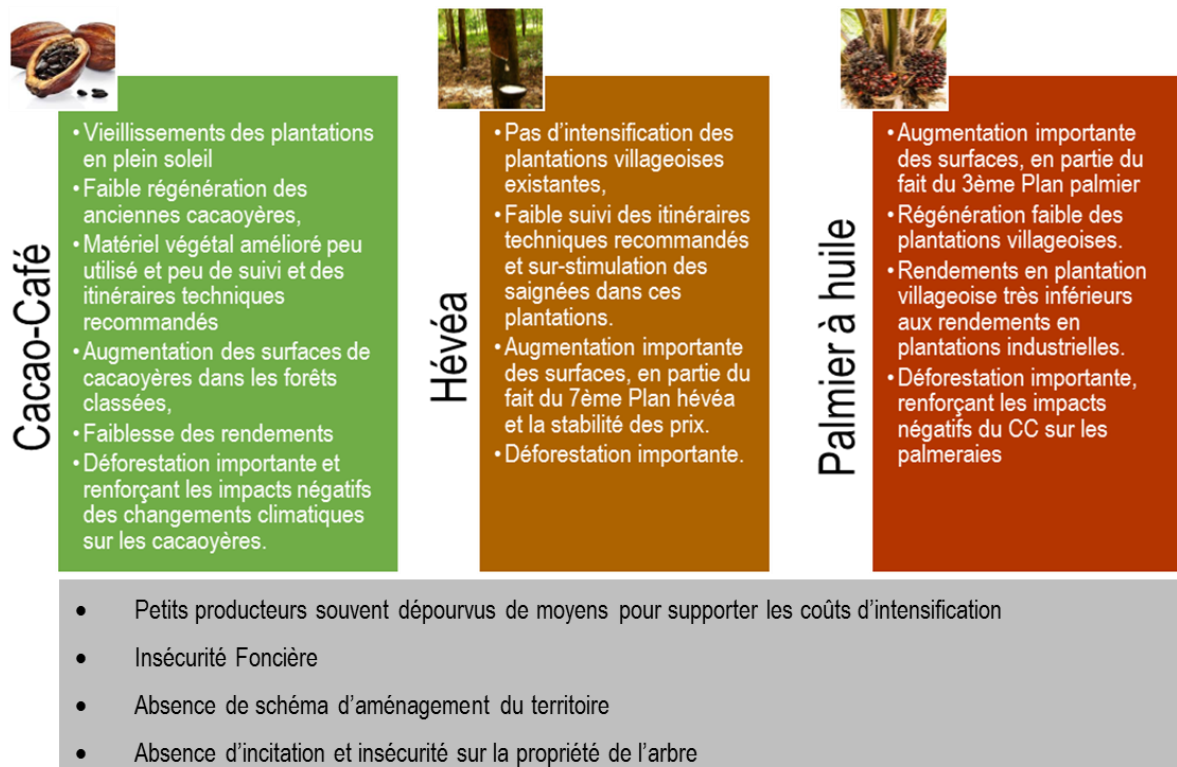 Cacao-Café
• Vieillissements des plantations
en plein soleil
• Faible régénération des
anciennes cacaoyères,
• Matériel végétal amélioré peu
utilisé et peu de suivi et des
itinéraires techniques
recommandés
• Augmentation des surfaces de
cacaoyères dans les forêts
classées,
• Faiblesse des rendements
• Déforestation importante et
renforçant les impacts négatifs
des changements climatiques
sur les cacaoyères.
Hévéa
• Pas d’intensification des
plantations villageoises
existantes,
• Faible suivi des itinéraires
techniques recommandés
et sur-stimulation des
saignées dans ces
plantations.
• Augmentation importante
des surfaces, en partie du
fait du 7ème Plan hévéa
et la stabilité des prix.
• Déforestation importante.
Palmier à huile
• Augmentation importante
des surfaces, en partie du
fait du 3ème Plan palmier
• Régénération faible des
plantations villageoises.
• Rendements en plantation
villageoise très inférieurs
aux rendements en
plantations industrielles.
• Déforestation importante,
renforçant les impacts
négatifs du CC sur les
palmeraies
• Petits producteurs souvent dépourvus de moyens pour supporter les coûts d’intensification
• Insécurité Foncière
• Absence de schéma d’aménagement du territoire
• Absence d’incitation et insécurité sur la propriété de l’arbre